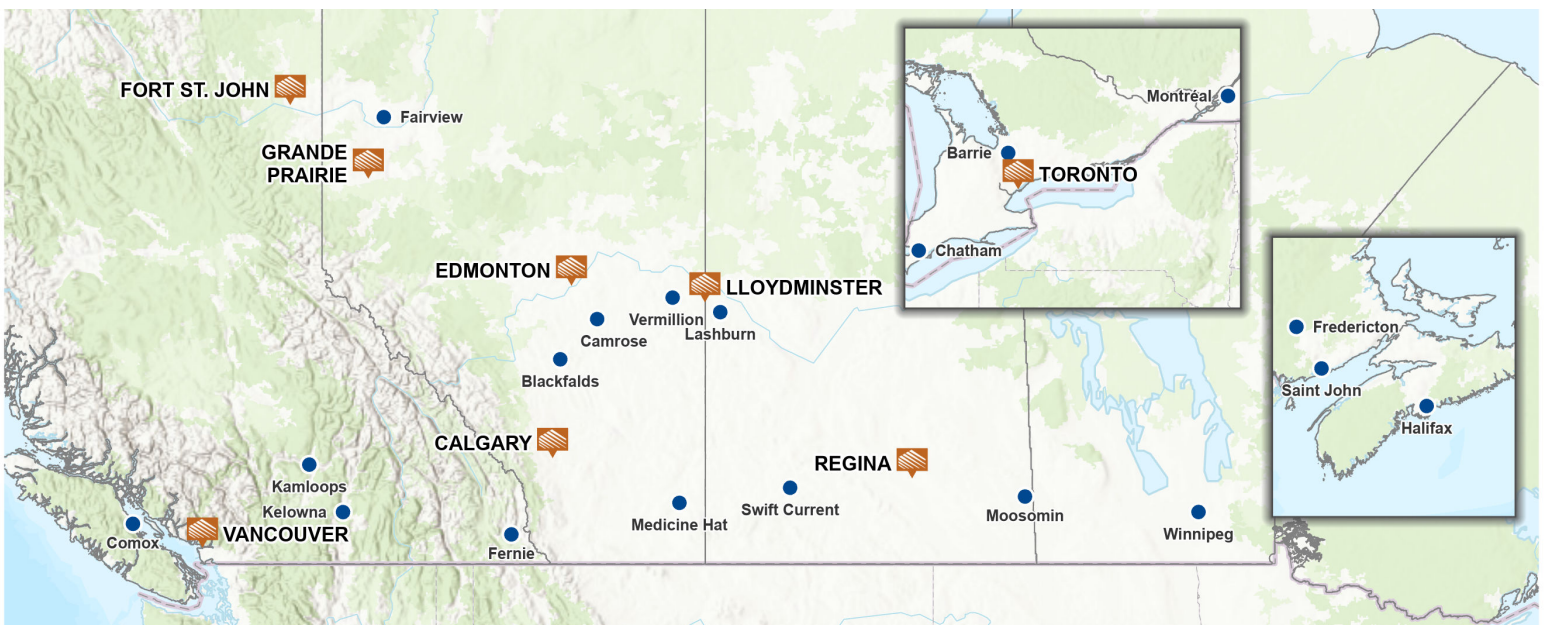 FORT ST. JOHN
Fairview
GRANDE
PRAIRIE
EDMONTON
LLOYDMINSTER
Vermillion
Lashburn
Camrose
Blackfalds
CALGARY
REGINA
Kamloops
Kelowna
Comox
VANCOUVER
Fernie
Medicine Hat
Swift Current
Moosomin
Winnipeg
Montréal
Barrie
TORONTO
Chatham
Fredericton
Saint John
Halifax